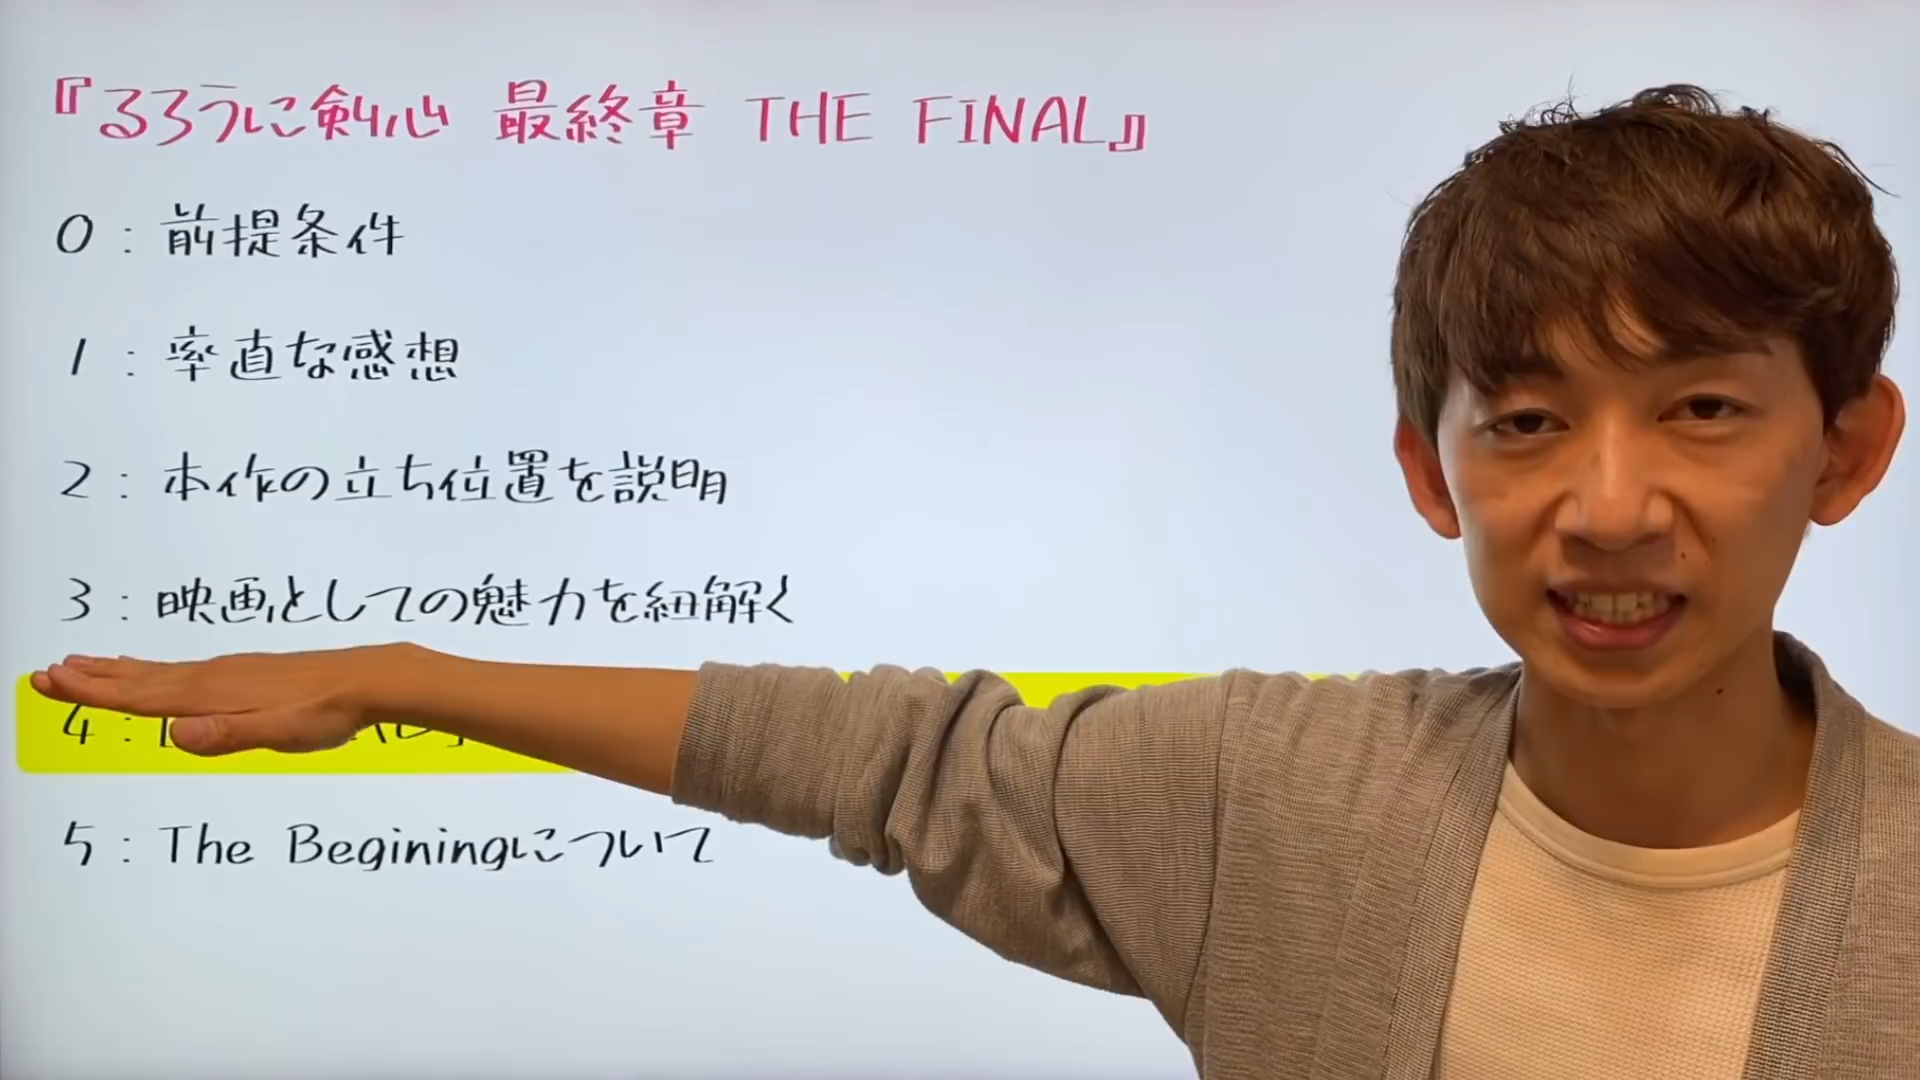 『るろうに剣心 最終章 THE FINAL』
0：前提条件
1：率直な感想
2：本作の立ち位置を説明
3：映画としての魅力を紐解く
4：
5：The Beginingについて